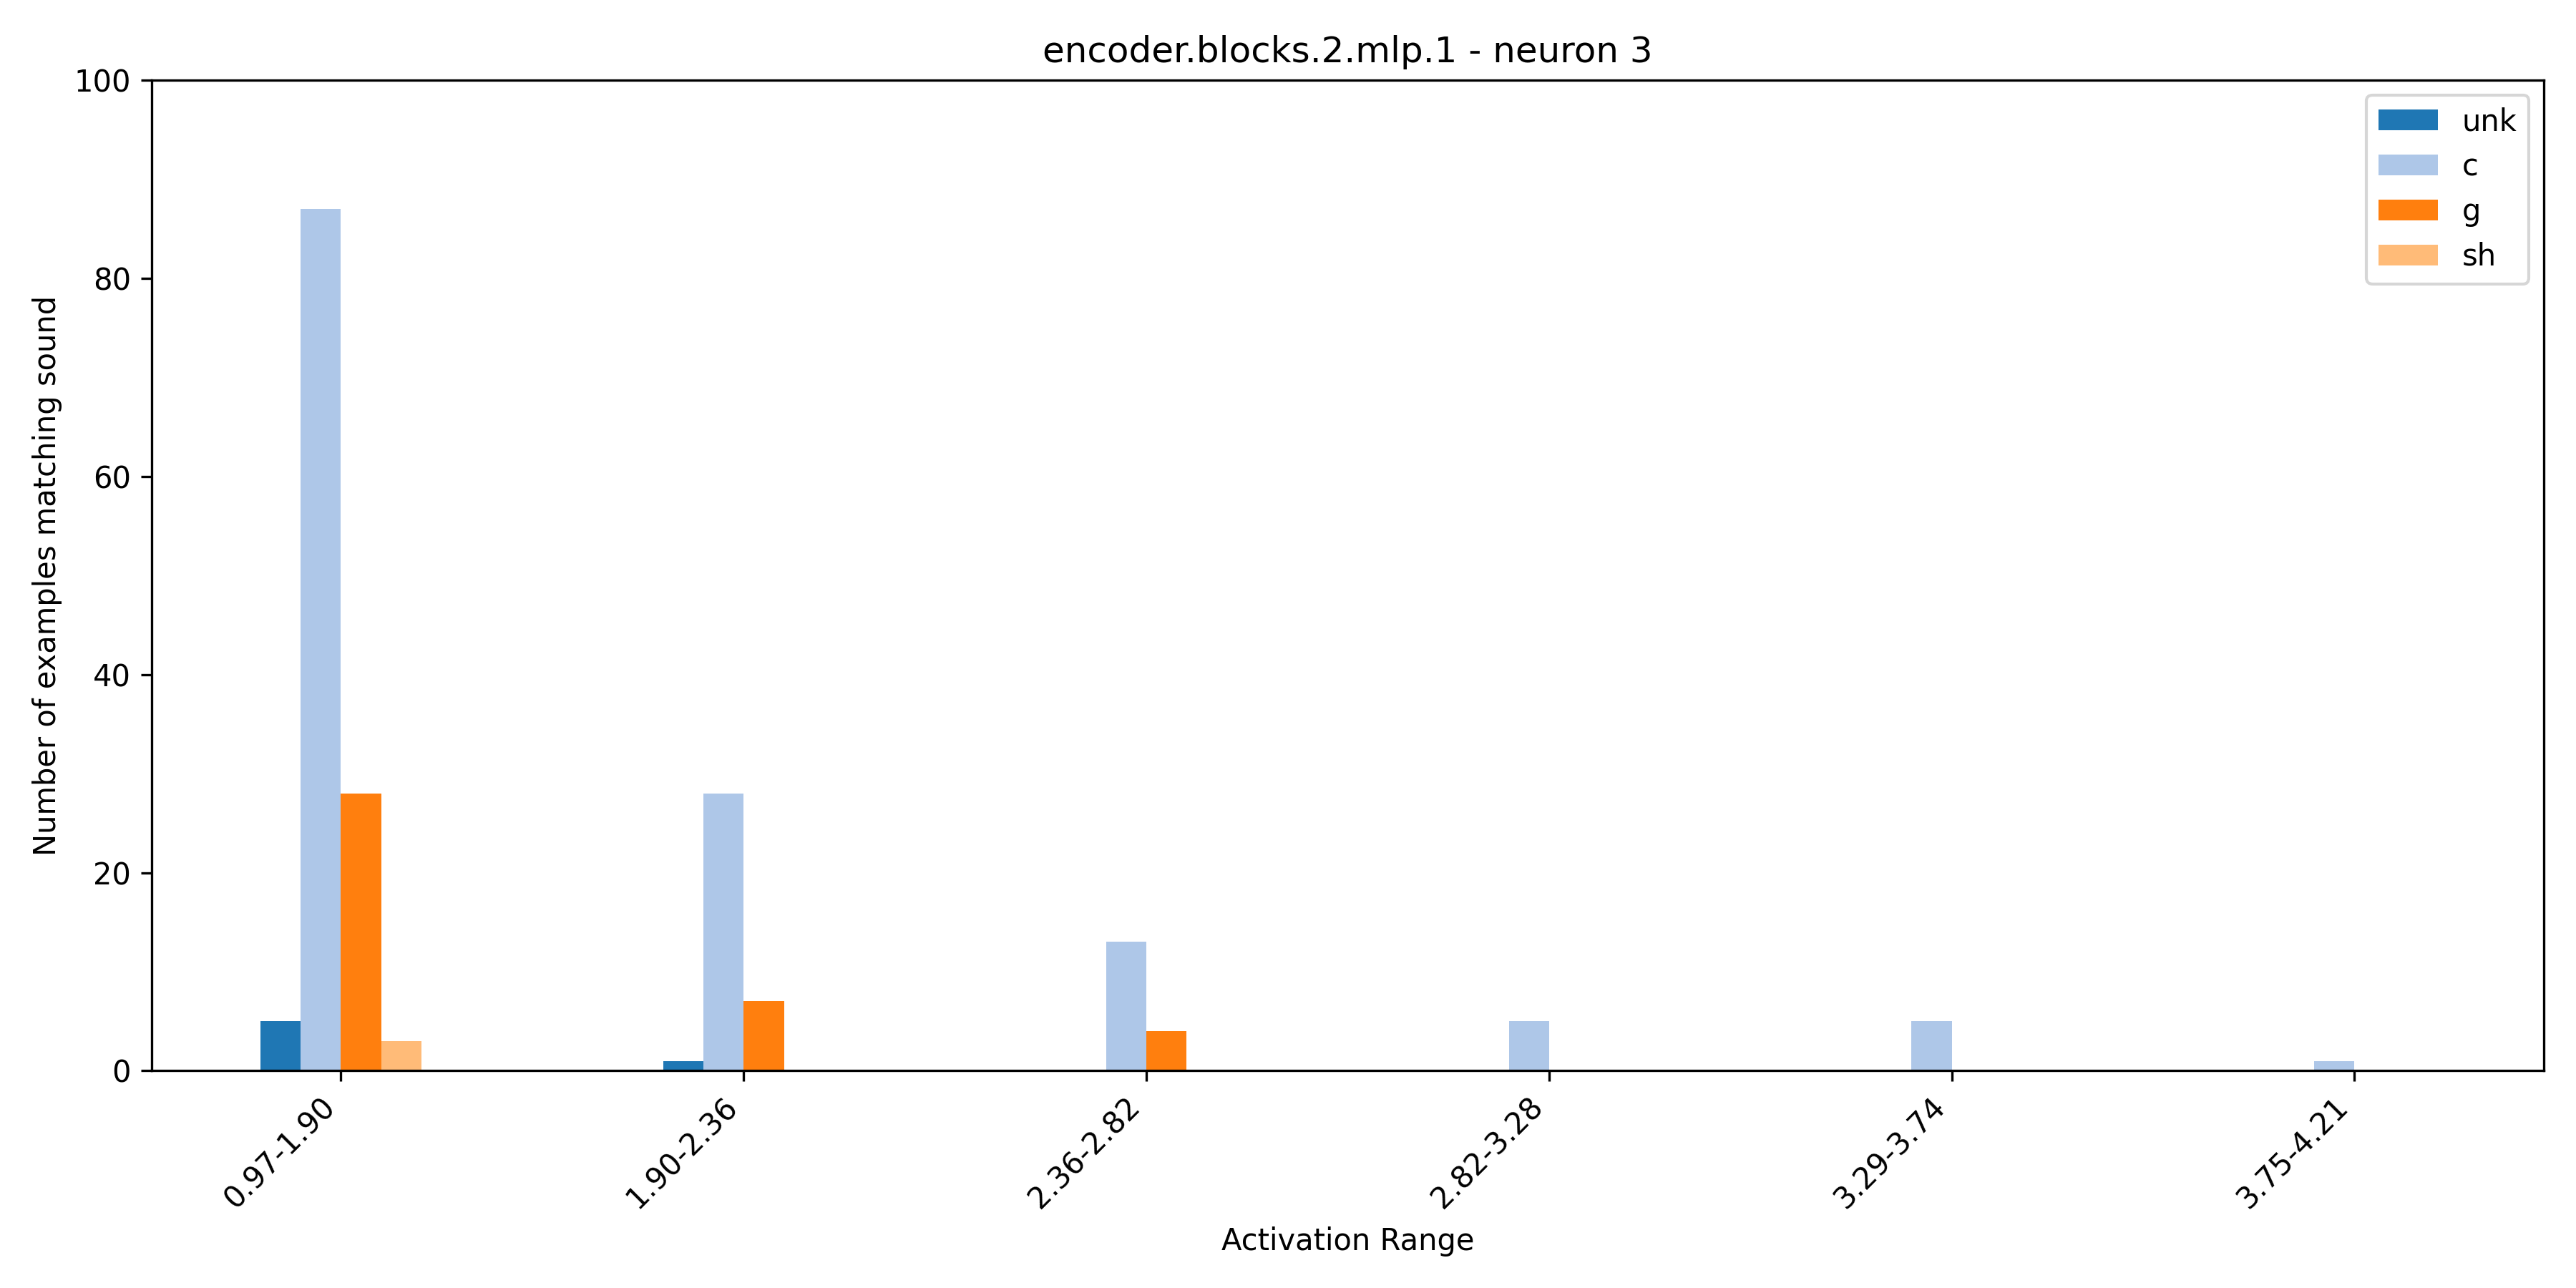 encoder.blocks.2.mlp.1 - neuron 3
100
80
60
40
20
0
Number of examples matching sound
unk
c
g
sh
0.97-1.90
1.90-2.36
2.36-2.82
2.82-3.28
3.29-3.74
3.75-4.21
Activation Range